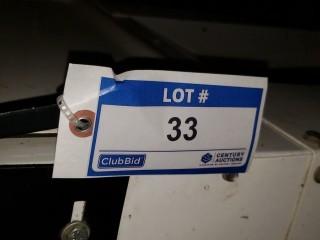 LOT #
33
ClubBid
CENTURY
AUCTIONS